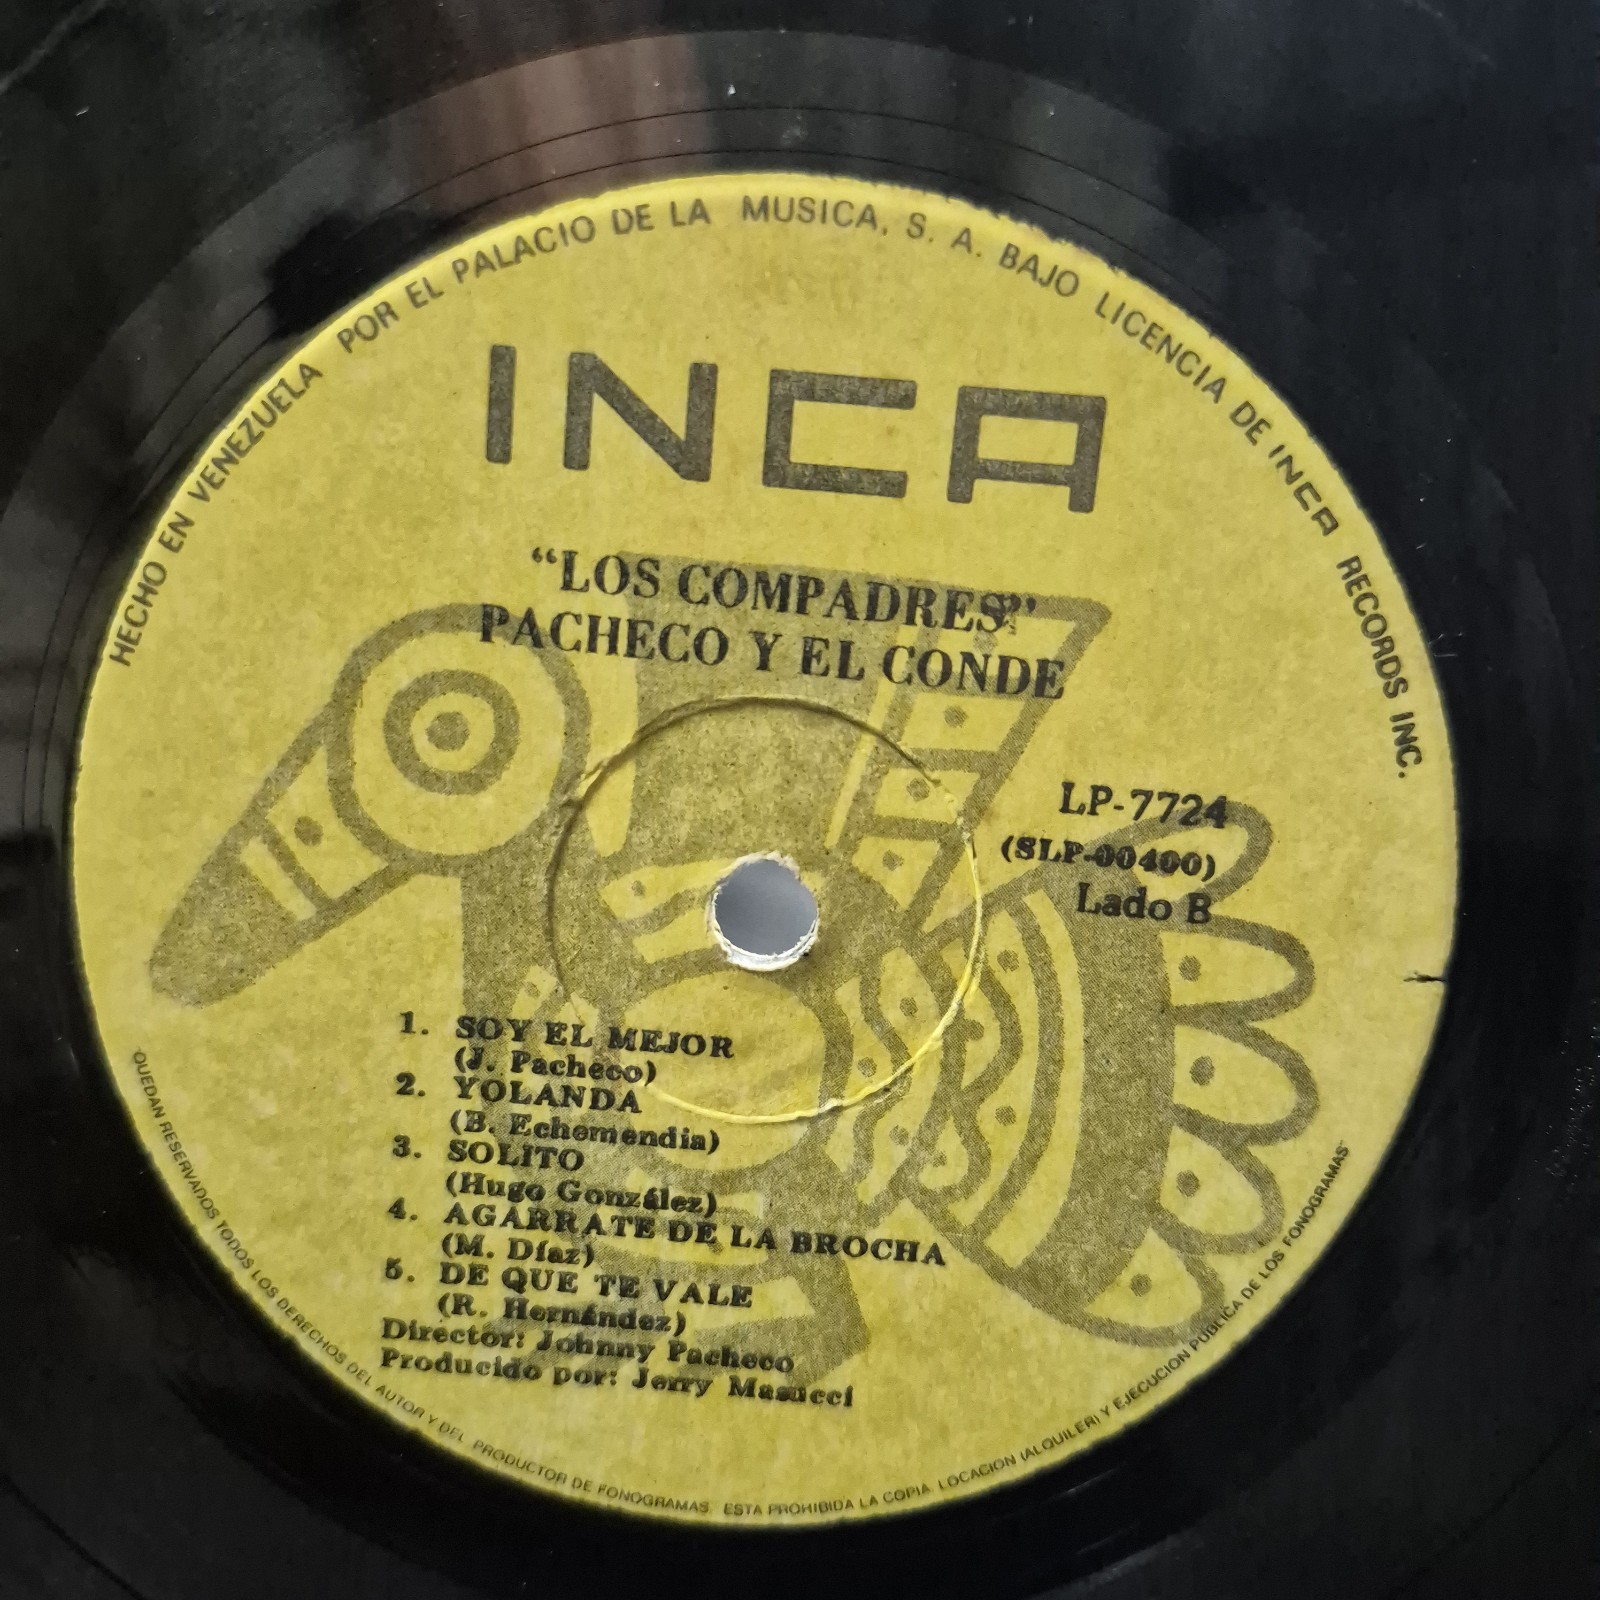 HECHO EN VENEZUELA POR EL PALACIO DE LA MUSICA, S. A. BAJO LICENCIA DE INCA RECORDS INC.
INCA
“LOS COMPADRES”
PACHECO Y EL CONDE
LP-7724
(SLP-00400)
Lado B
1. SOY EL MEJOR
(J. Pacheco)
2. YOLANDA
(B. Echemendia)
3. SOLITO
(Hugo González)
4. AGARRATE DE LA BROCHA
(M. Díaz)
5. DE QUE TE VALE
(R. Hernández)
Director: Johnny Pacheco
Producido por: Jerry Masucci
"QUEDAN RESERVADOS TODOS LOS DERECHOS DEL AUTOR Y DEL PRODUCTOR DE FONOGRAMAS. ESTA PROHIBIDA LA COPIA LOCACION (ALQUILER) Y EJECUCION PUBLICA DE LOS FONOGRAMAS"